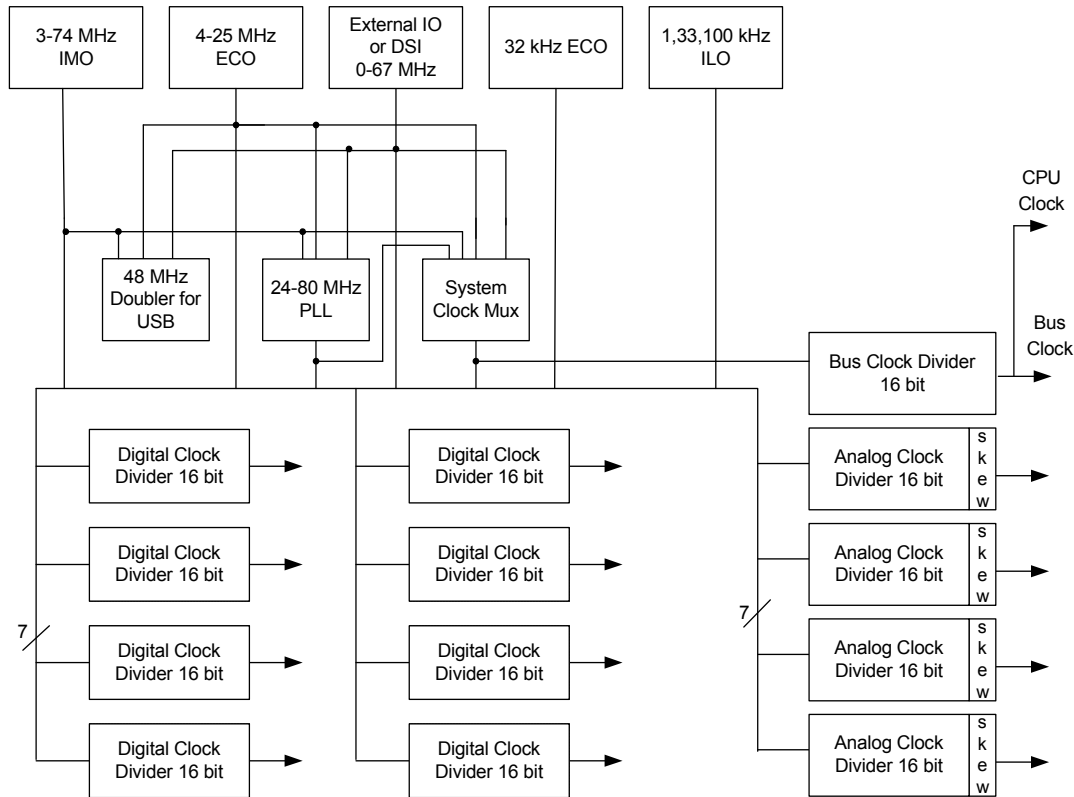 3-74 MHz
IMO
4-25 MHz
ECO
External IO
or DSI
0-67 MHz
32 kHz ECO
1,33,100 kHz
ILO
CPU
Clock
48 MHz
Doubler for
USB
24-80 MHz
PLL
System
Clock Mux
Bus
Clock
Bus Clock Divider
16 bit
Digital Clock
Divider 16 bit
Digital Clock
Divider 16 bit
Analog Clock
Divider 16 bit
skew
Digital Clock
Divider 16 bit
Digital Clock
Divider 16 bit
Analog Clock
Divider 16 bit
skew
7
7
Digital Clock
Divider 16 bit
Digital Clock
Divider 16 bit
Analog Clock
Divider 16 bit
skew
Digital Clock
Divider 16 bit
Digital Clock
Divider 16 bit
Analog Clock
Divider 16 bit
skew